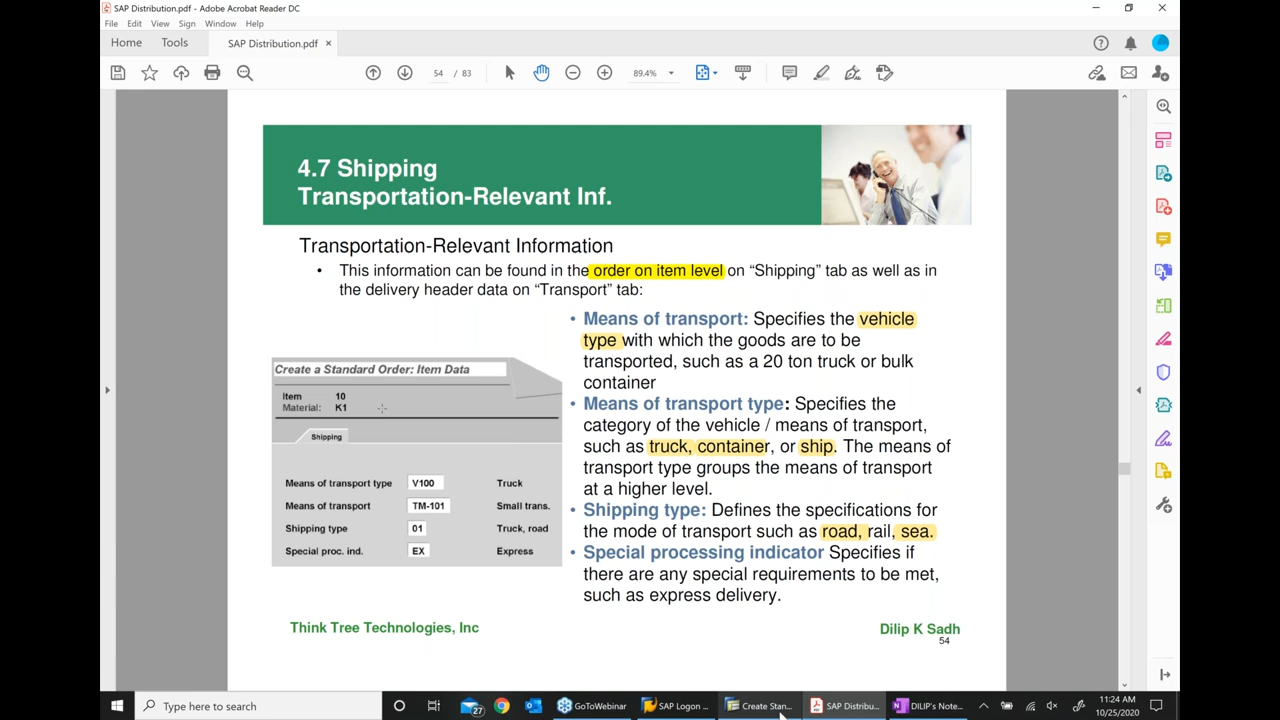 SAP Distribution.pdf - Adobe Acrobat Reader DC
File Edit View Sign Window Help
Home Tools SAP Distribution.pdf ×
54 / 83 89.4%
4.7 Shipping
Transportation-Relevant Inf.
Transportation-Relevant Information
• This information can be found in the order on item level on “Shipping” tab as well as in
the delivery header data on “Transport” tab:
• Means of transport: Specifies the vehicle
type with which the goods are to be
transported, such as a 20 ton truck or bulk
container
• Means of transport type: Specifies the
category of the vehicle / means of transport,
such as truck, container, or ship. The means of
transport type groups the means of transport
at a higher level.
• Shipping type: Defines the specifications for
the mode of transport such as road, rail, sea.
• Special processing indicator Specifies if
there are any special requirements to be met,
such as express delivery.
Create a Standard Order: Item Data
Item 10
Material: K1
Shipping
Means of transport type V100 Truck
Means of transport TM-101 Small trans.
Shipping type 01 Truck, road
Special proc. ind. EX Express
Think Tree Technologies, Inc
Dilip K Sadh
54
Type here to search
27
GoToWebinar
SAP Logon ...
Create Stan...
SAP Distribu...
DILIP's Note...
11:24 AM
10/25/2020